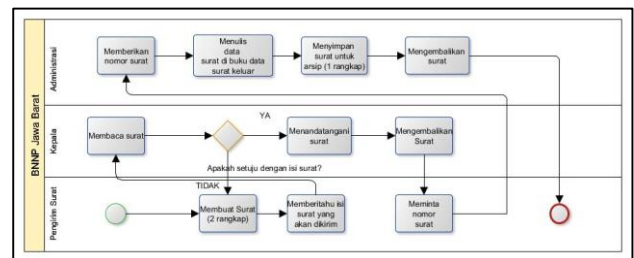 BNNP Jawa Barat
Administrasi
Memberikan
nomor surat
Menulis
data
surat di buku data
surat keluar
Menyimpan
surat untuk
arsip (1 rangkap)
Mengembalikan
surat
Kepala
Membaca surat
YA
Apakah setuju dengan isi surat?
TIDAK
Menandatangani
surat
Mengembalikan
Surat
Pengirim Surat
Membuat Surat
(2 rangkap)
Memberitahu isi
surat yang
akan dikirim
Meminta
nomor
surat